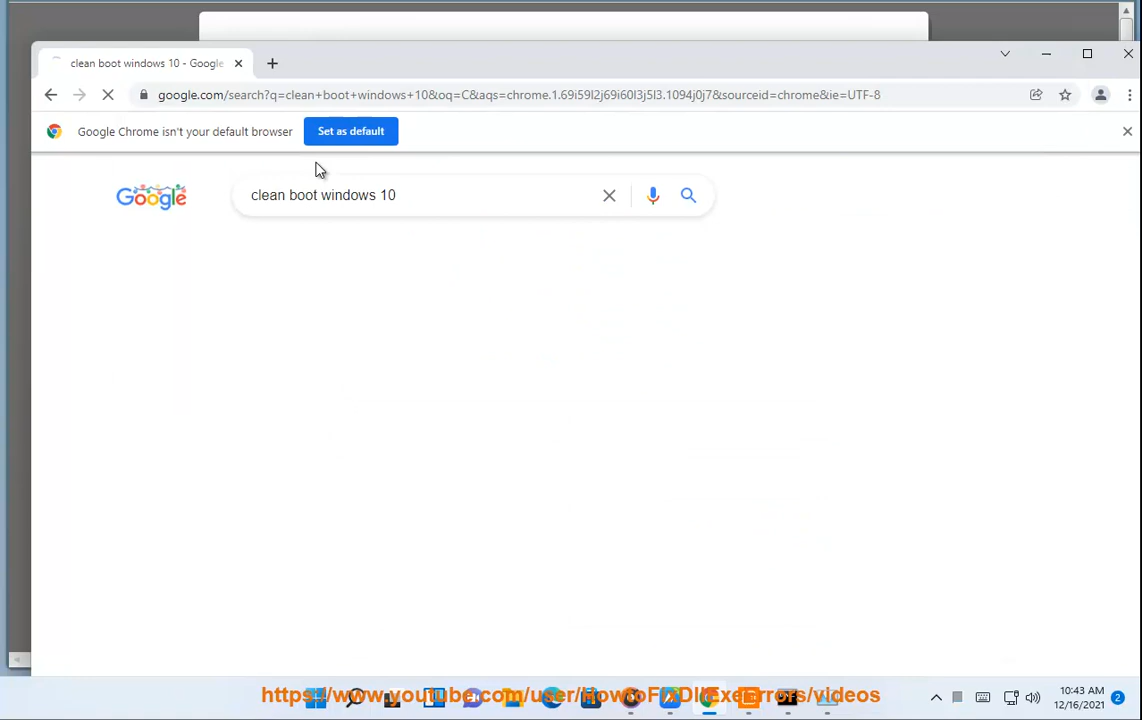 clean boot windows 10 - Google
google.com/search?q=clean+boot+windows+10&oq=C&aqs=chrome.1.69i59l2j69i60l3j5l3.1094j0j7&sourceid=chrome&ie=UTF-8
Google Chrome isn't your default browser
Set as default
Google
clean boot windows 10
https://www.youtube.com/user/HowtoFixDllExeErrors/videos
10:43 AM
12/16/2021
2